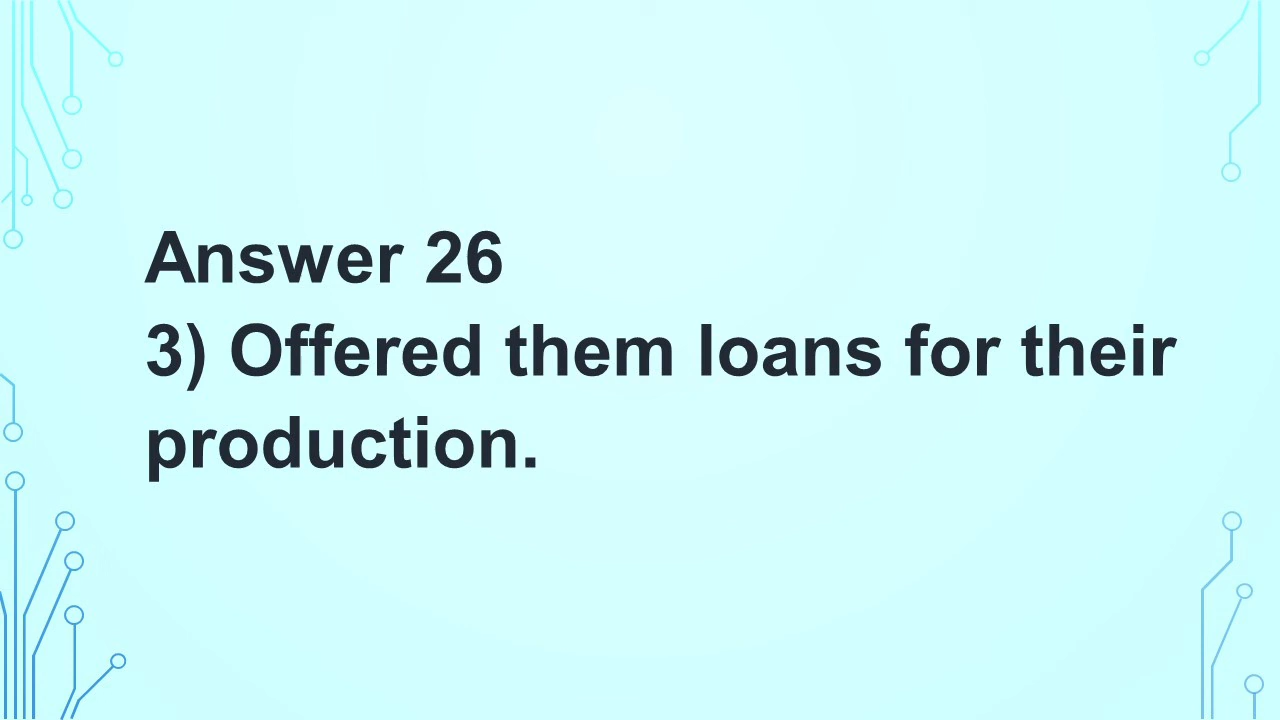 Answer 26
3) Offered them loans for their
production.